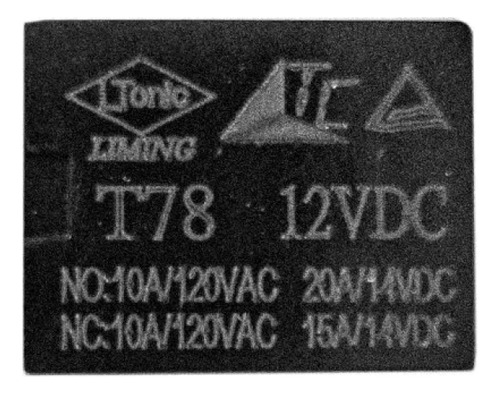 LTonic
LIMING
T78 12VDC
NO:10A/120VAC 20A/14VDC
NC:10A/120VAC 15A/14VDC